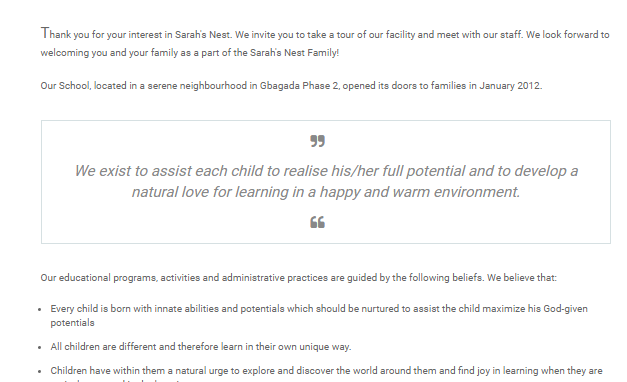 Thank you for your interest in Sarah's Nest. We invite you to take a tour of our facility and meet with our staff. We look forward to
welcoming you and your family as a part of the Sarah's Nest Family!
Our School, located in a serene neighbourhood in Gbagada Phase 2, opened its doors to families in January 2012.
”
We exist to assist each child to realise his/her full potential and to develop a
natural love for learning in a happy and warm environment.
“
Our educational programs, activities and administrative practices are guided by the following beliefs. We believe that:
• Every child is born with innate abilities and potentials which should be nurtured to assist the child maximize his God-given
potentials
• All children are different and therefore learn in their own unique way.
• Children have within them a natural urge to explore and discover the world around them and find joy in learning when they are